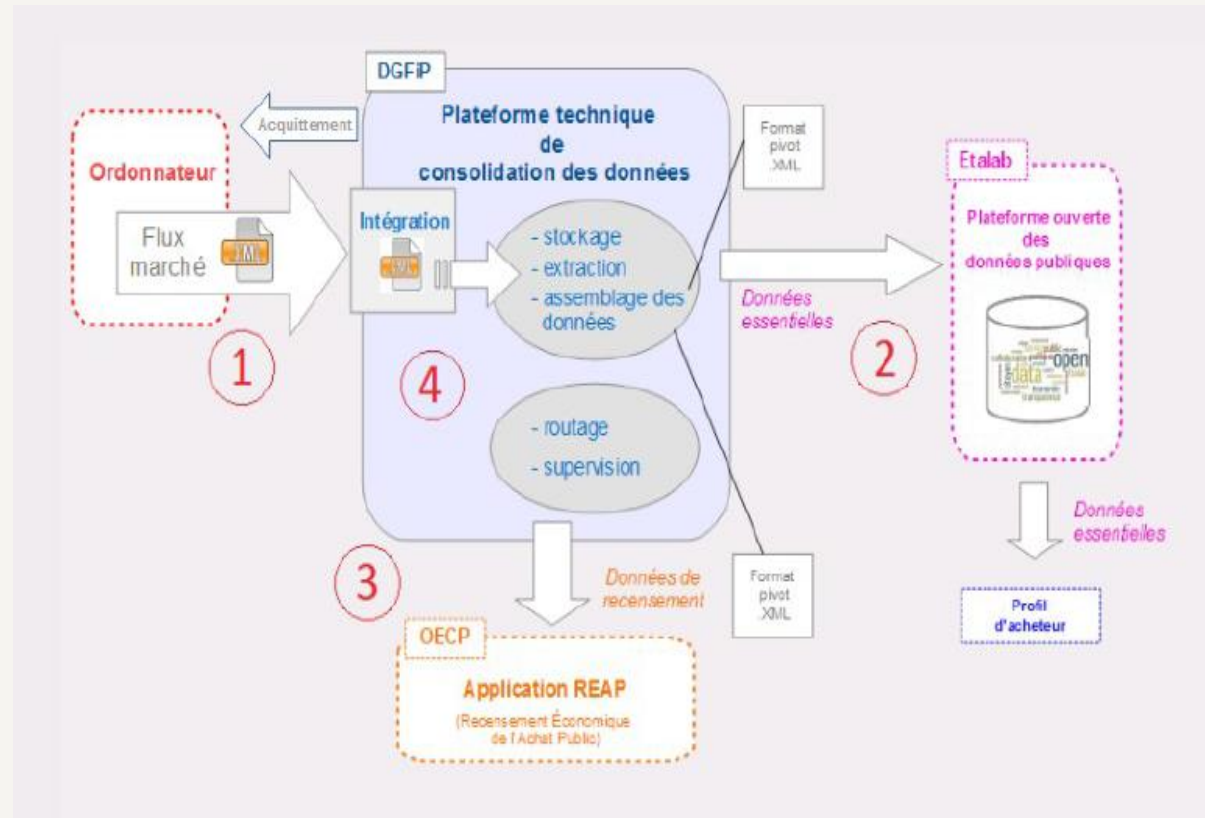 DGFiP
Acquittement
Ordonnateur
Flux
marché
XML
1
Plateforme technique
de
consolidation des données
Intégration
XML
- stockage
- extraction
- assemblage des
données
4
- routage
- supervision
Format
pivot
.XML
Données
essentielles
2
Etalab
Plateforme ouverte
des
données publiques
open
data
Données
essentielles
Profil
d'acheteur
3
Données de
recensement
Format
pivot
.XML
OECP
Application REAP
(Recensement Économique
de l'Achat Public)